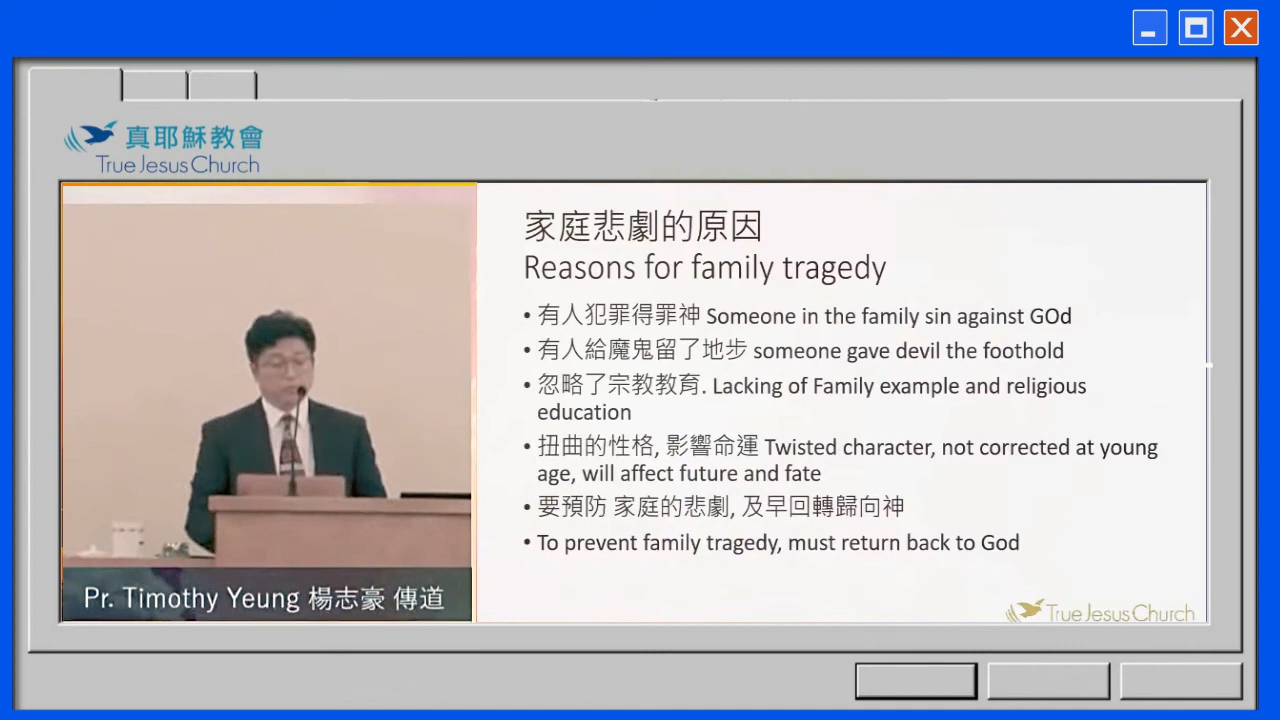 真耶穌教會
True Jesus Church
家庭悲劇的原因
Reasons for family tragedy
• 有人犯罪得罪神 Someone in the family sin against GOd
• 有人給魔鬼留了地步 someone gave devil the foothold
• 忽略了宗教教育. Lacking of Family example and religious
education
• 扭曲的性格, 影響命運 Twisted character, not corrected at young
age, will affect future and fate
• 要預防 家庭的悲劇, 及早回轉歸向神
• To prevent family tragedy, must return back to God
Pr. Timothy Yeung 楊志豪 傳道
True Jesus Church